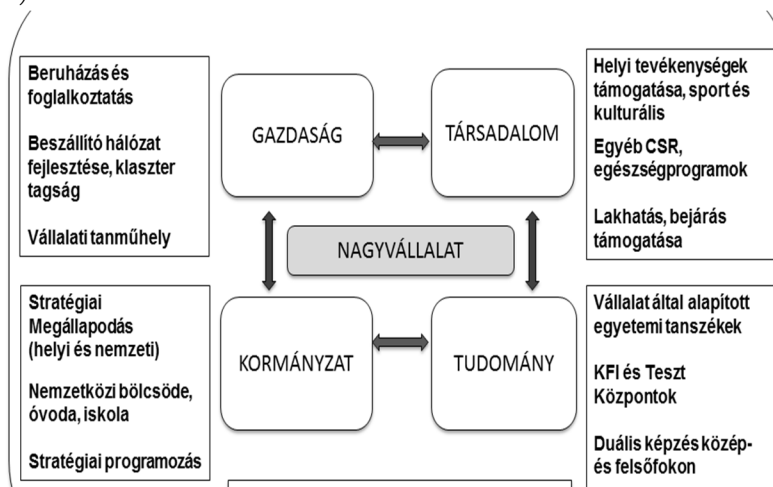 Beruházás és
foglalkoztatás
Beszállító hálózat
fejlesztése, klaszter
tagság
Vállalati tanműhely
GAZDASÁG
TÁRSADALOM
Helyi tevékenységek
támogatása, sport és
kulturális
Egyéb CSR,
egészségprogramok
Lakhatás, bejárás
támogatása
NAGYVÁLLALAT
Stratégiai
Megállapodás
(helyi és nemzeti)
Nemzetközi bölcsöde,
óvoda, iskola
Stratégiai programozás
KORMÁNYZAT
TUDOMÁNY
Vállalat által alapított
egyetemi tanszékek
KFI és Teszt
Központok
Duális képzés közép-
és felsőfokon